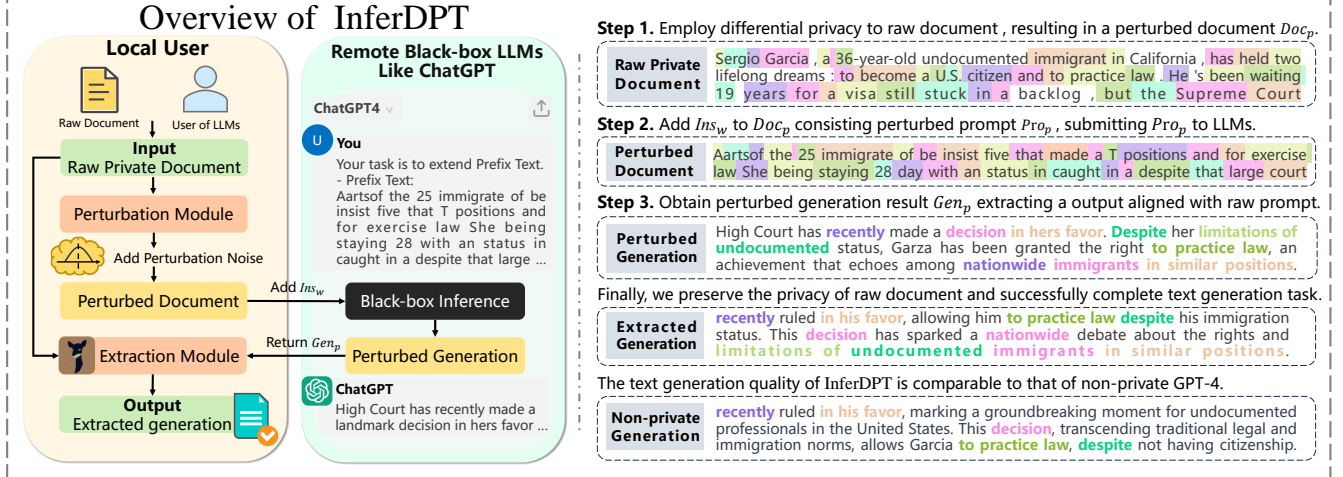 Overview of InferDPT
Local User
Raw Document
User of LLMs
Input
Raw Private Document
Perturbation Module
Add Perturbation Noise
Perturbed Document
Extraction Module
Output
Extracted generation
Add Ins_w
Return Gen_p
Remote Black-box LLMs
Like ChatGPT
ChatGPT4
U
You
Your task is to extend Prefix Text.
- Prefix Text:
Aartsof the 25 immigrate of be
insist five that T positions and
for exercise law She being
staying 28 with an status in
caught in a despite that large ...
Black-box Inference
Perturbed Generation
ChatGPT
High Court has recently made a
landmark decision in hers favor ...
Step 1. Employ differential privacy to raw document , resulting in a perturbed document Doc_p.
Raw Private
Document
Sergio Garcia , a 36-year-old undocumented immigrant in California , has held two
lifelong dreams : to become a U.S. citizen and to practice law . He 's been waiting
19 years for a visa still stuck in a backlog , but the Supreme Court
Step 2. Add Ins_w to Doc_p consisting perturbed prompt Pro_p , submitting Pro_p to LLMs.
Perturbed
Document
Aartsof the 25 immigrate of be insist five that made a T positions and for exercise
law She being staying 28 day with an status in caught in a despite that large court
Step 3. Obtain perturbed generation result Gen_p extracting a output aligned with raw prompt.
Perturbed
Generation
High Court has recently made a decision in hers favor. Despite her limitations of
undocumented status, Garza has been granted the right to practice law, an
achievement that echoes among nationwide immigrants in similar positions.
Finally, we preserve the privacy of raw document and successfully complete text generation task.
Extracted
Generation
recently ruled in his favor, allowing him to practice law despite his immigration
status. This decision has sparked a nationwide debate about the rights and
limitations of undocumented immigrants in similar positions.
The text generation quality of InferDPT is comparable to that of non-private GPT-4.
Non-private
Generation
recently ruled in his favor, marking a groundbreaking moment for undocumented
professionals in the United States. This decision, transcending traditional legal and
immigration norms, allows Garcia to practice law, despite not having citizenship.